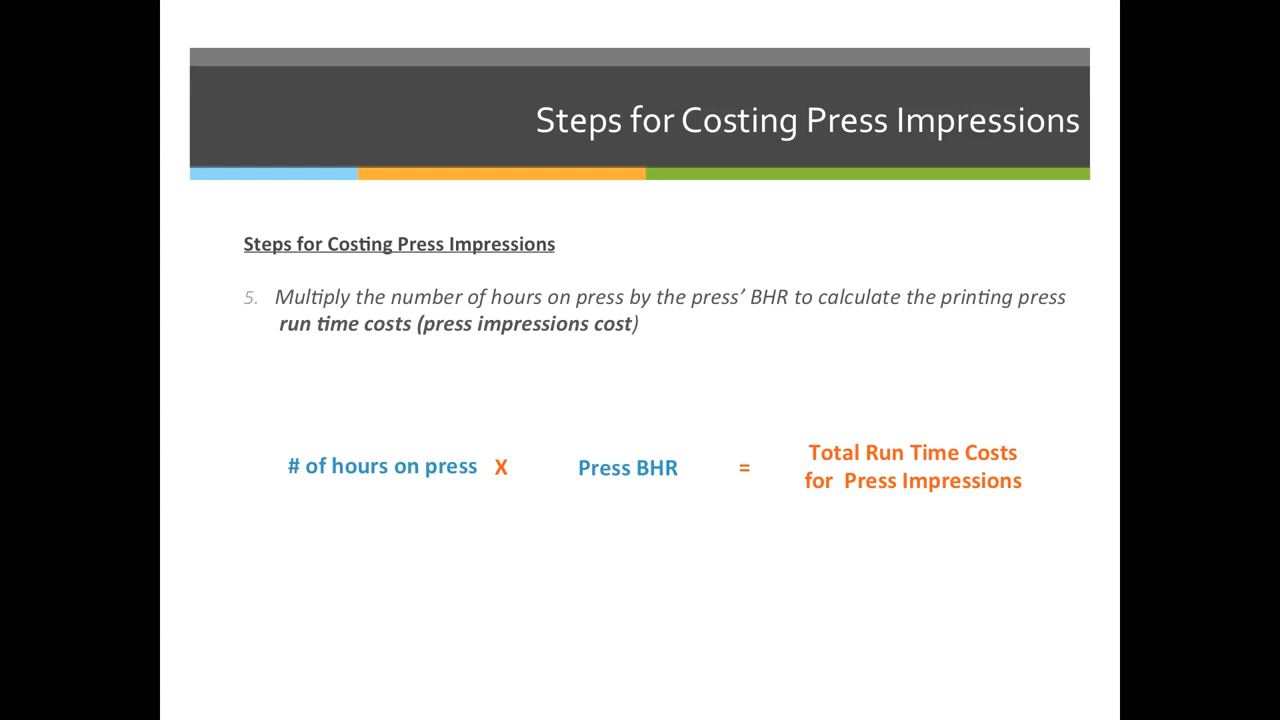 Steps for Costing Press Impressions
Steps for Costing Press Impressions
5. Multiply the number of hours on press by the press’ BHR to calculate the printing press
run time costs (press impressions cost)
# of hours on press X Press BHR = Total Run Time Costs
for Press Impressions